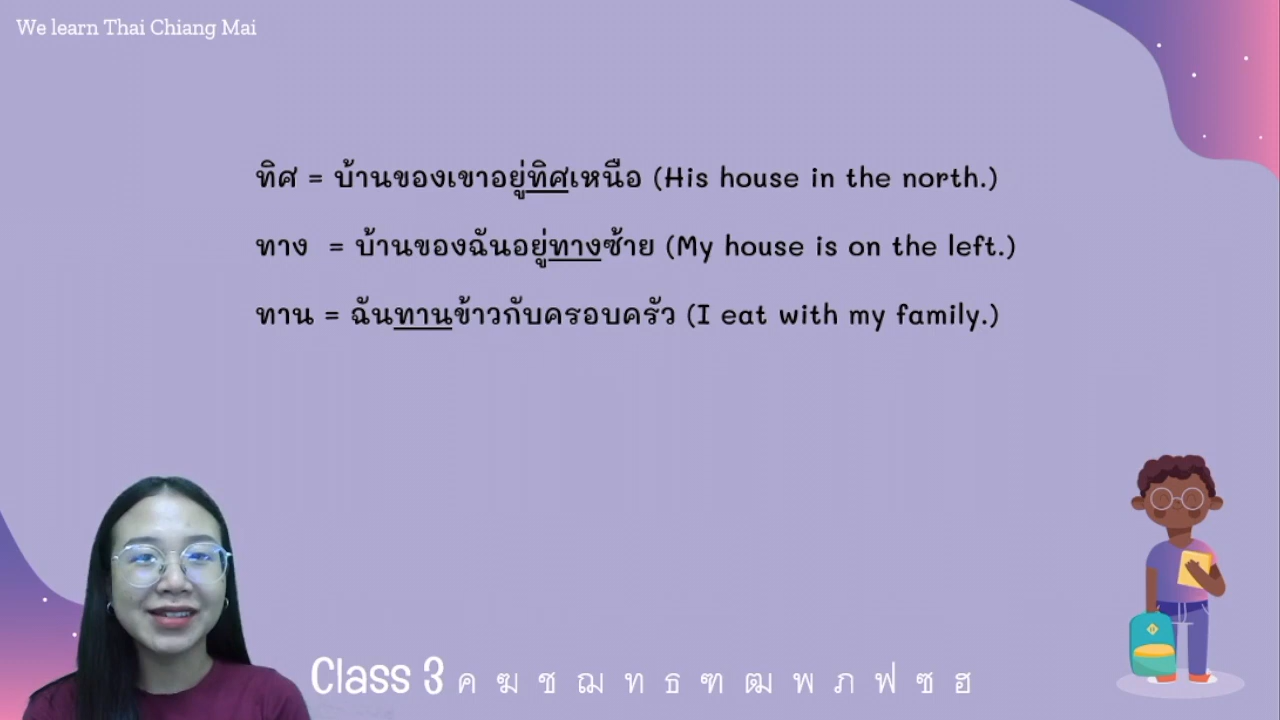 We learn Thai Chiang Mai
ทิศ = บ้านของเขาอยู่ทิศเหนือ (His house in the north.)
ทาง = บ้านของฉันอยู่ทางซ้าย (My house is on the left.)
ทาน = ฉันทานข้าวกับครอบครัว (I eat with my family.)
Class 3 ค ฆ ช ฌ ท ธ ฑ ฒ พ ภ ฟ ซ ฮ